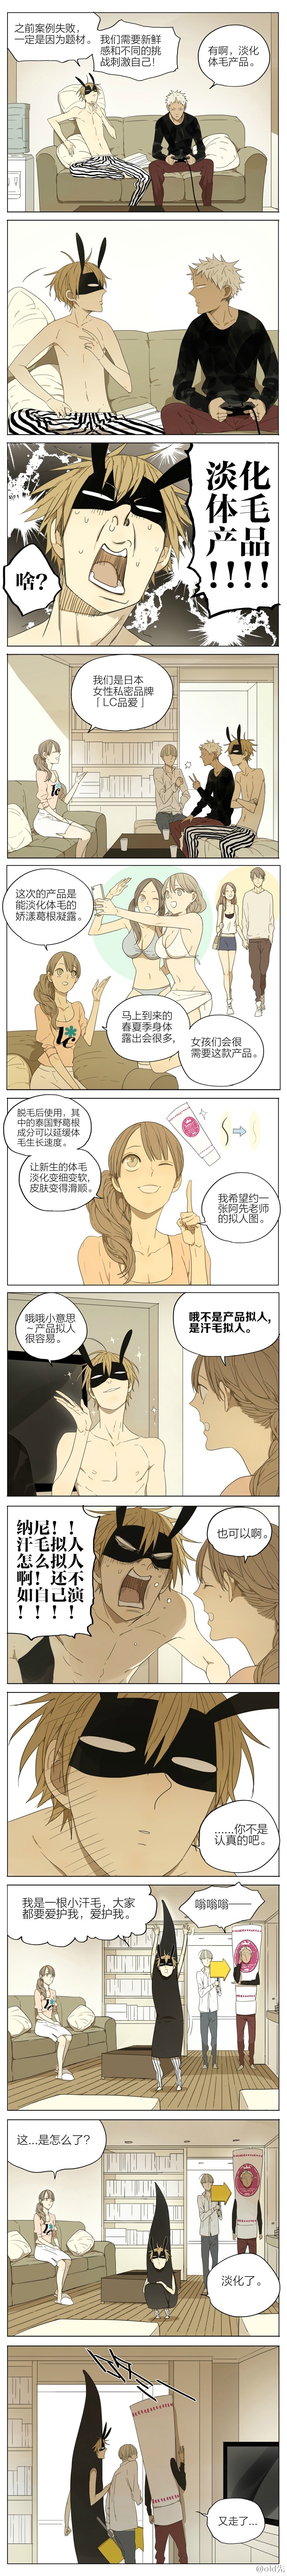 之前案例失败，
一定是因为题材。
我们需要新鲜
感和不同的挑
战刺激自己！
有啊，淡化
体毛产品。
淡化
体毛
产品
！！！！
啥？
我们是日本
女性私密品牌
「LC品爱」
lc
这次的产品是
能淡化体毛的
娇漾葛根凝露。
lc
马上到来的
春夏季身体
露出会很多，
女孩们会很
需要这款产品。
脱毛后使用，其
中的泰国野葛根
成分可以延缓体
毛生长速度。
让新生的体毛
淡化变细变软，
皮肤变得滑顺。
我希望约一
张阿先老师
的拟人图。
哦哦小意思
～产品拟人
很容易。
哦不是产品拟人，
是汗毛拟人。
纳尼！！
汗毛拟人
怎么拟人
啊！还不
如自己演
！！！！
也可以啊。
……你不是
认真的吧。
我是一根小汗毛，大家
都要爱护我，爱护我。
嗡嗡嗡——
lc
这…是怎么了？
lc
淡化了。
又走了…
@old先